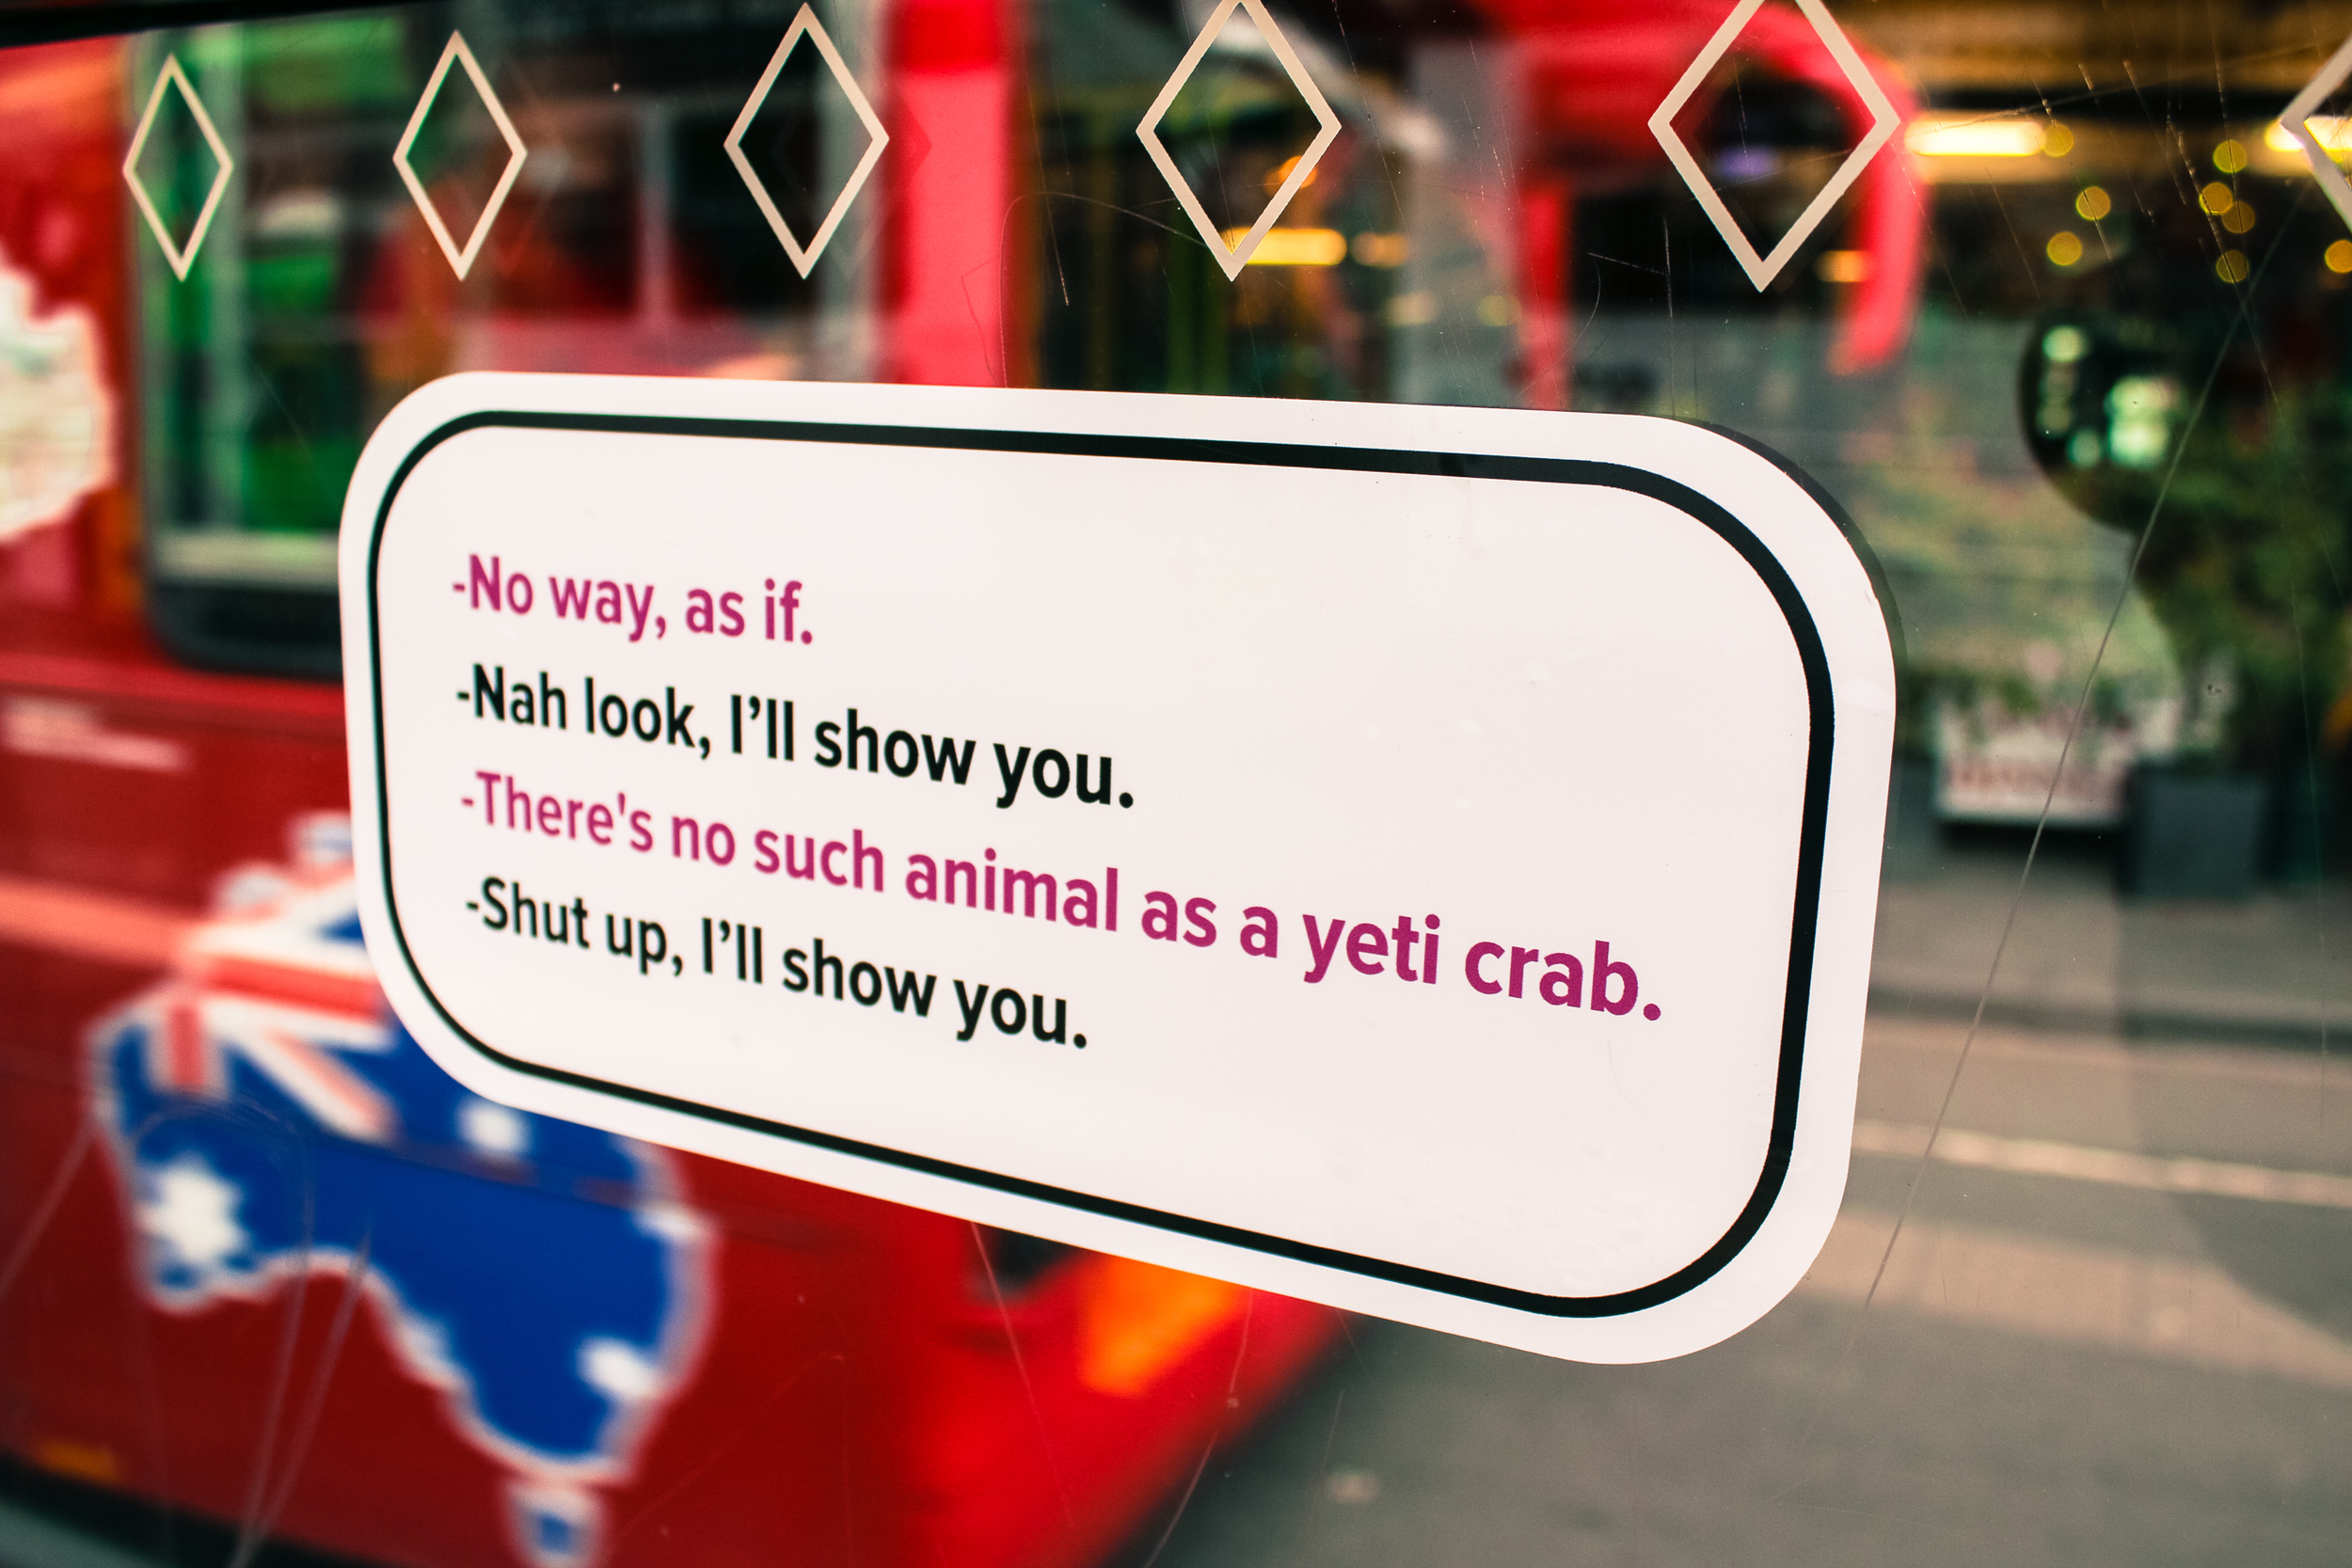 -No way, as if.
-Nah look, I’ll show you.
-There's no such animal as a yeti crab.
-Shut up, I’ll show you.